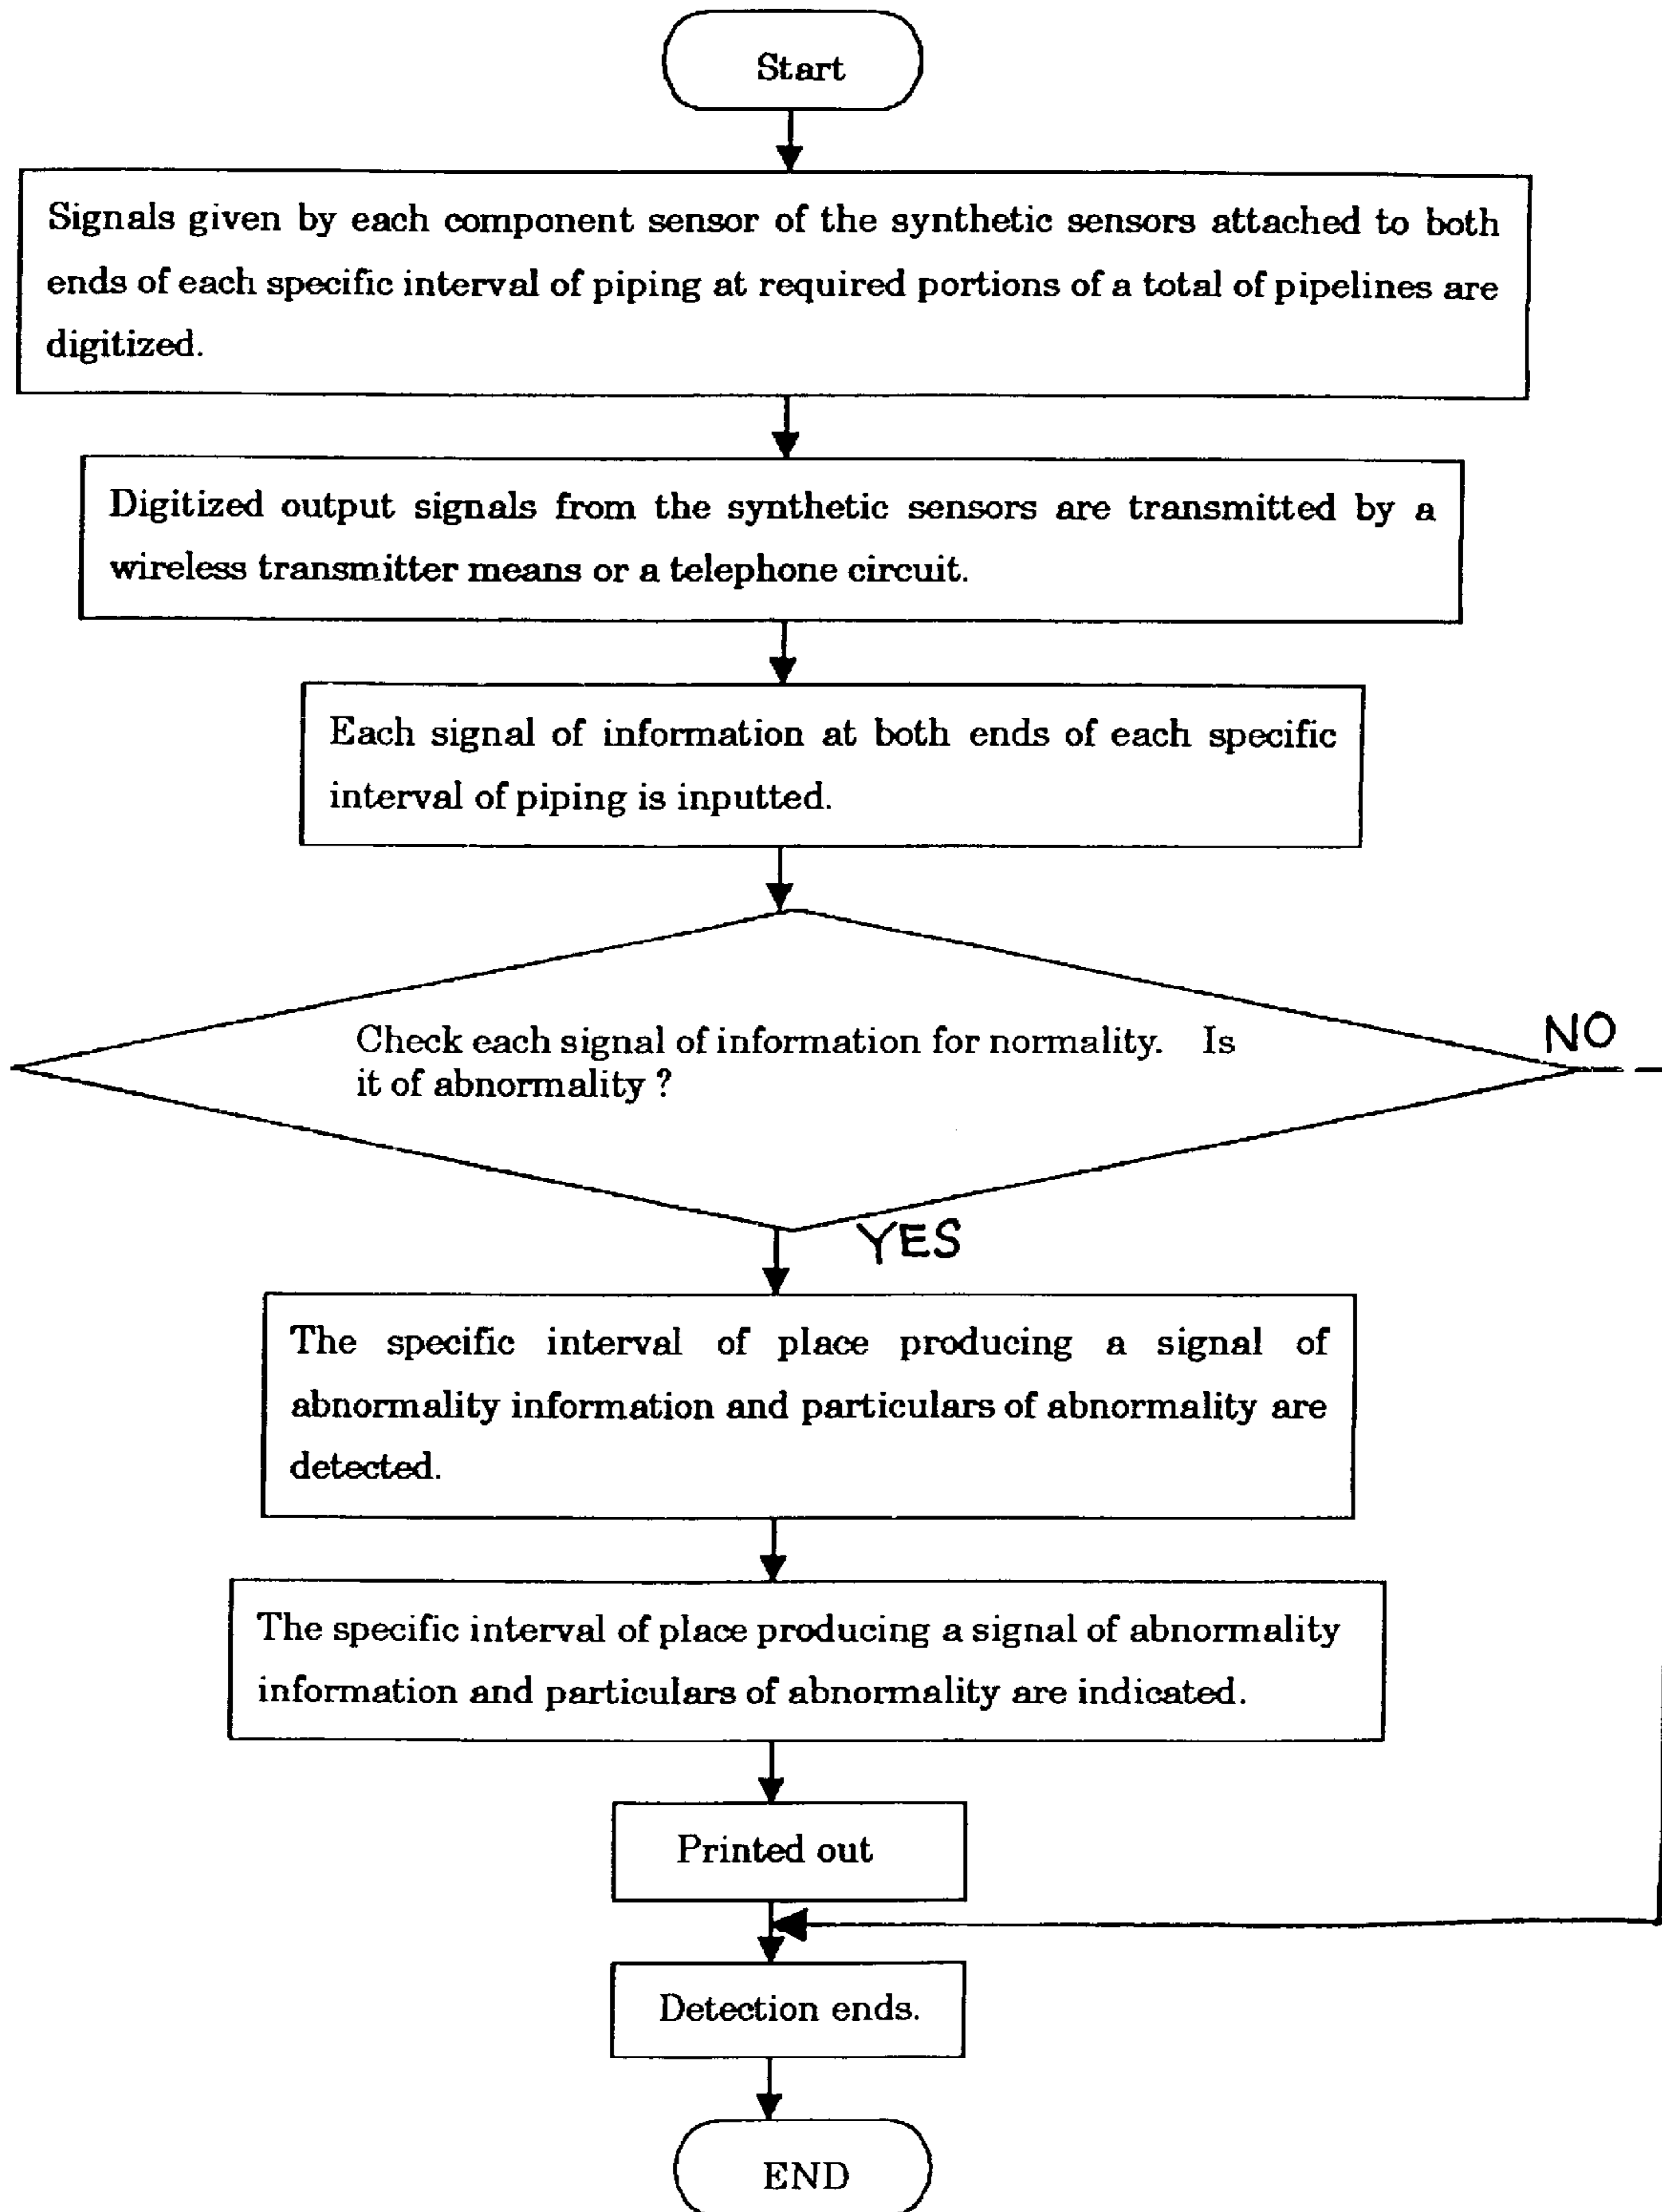 Start
Signals given by each component sensor of the synthetic sensors attached to both
ends of each specific interval of piping at required portions of a total of pipelines are
digitized.
Digitized output signals from the synthetic sensors are transmitted by a
wireless transmitter means or a telephone circuit.
Each signal of information at both ends of each specific
interval of piping is inputted.
Check each signal of information for normality. Is
it of abnormality ?
NO
YES
The specific interval of place producing a signal of
abnormality information and particulars of abnormality are
detected.
The specific interval of place producing a signal of abnormality
information and particulars of abnormality are indicated.
Printed out
Detection ends.
END